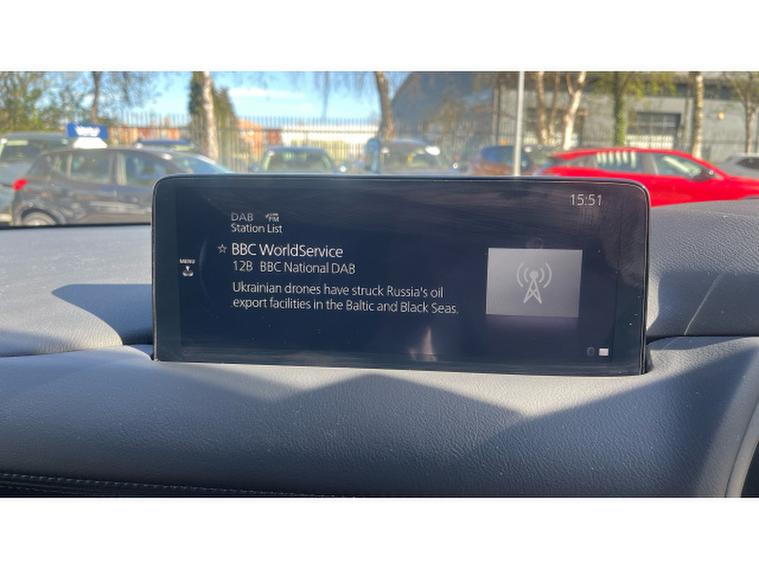 15:51
DAB FM
Station List
MENU
☆ BBC WorldService
12B BBC National DAB
Ukrainian drones have struck Russia's oil
export facilities in the Baltic and Black Seas.